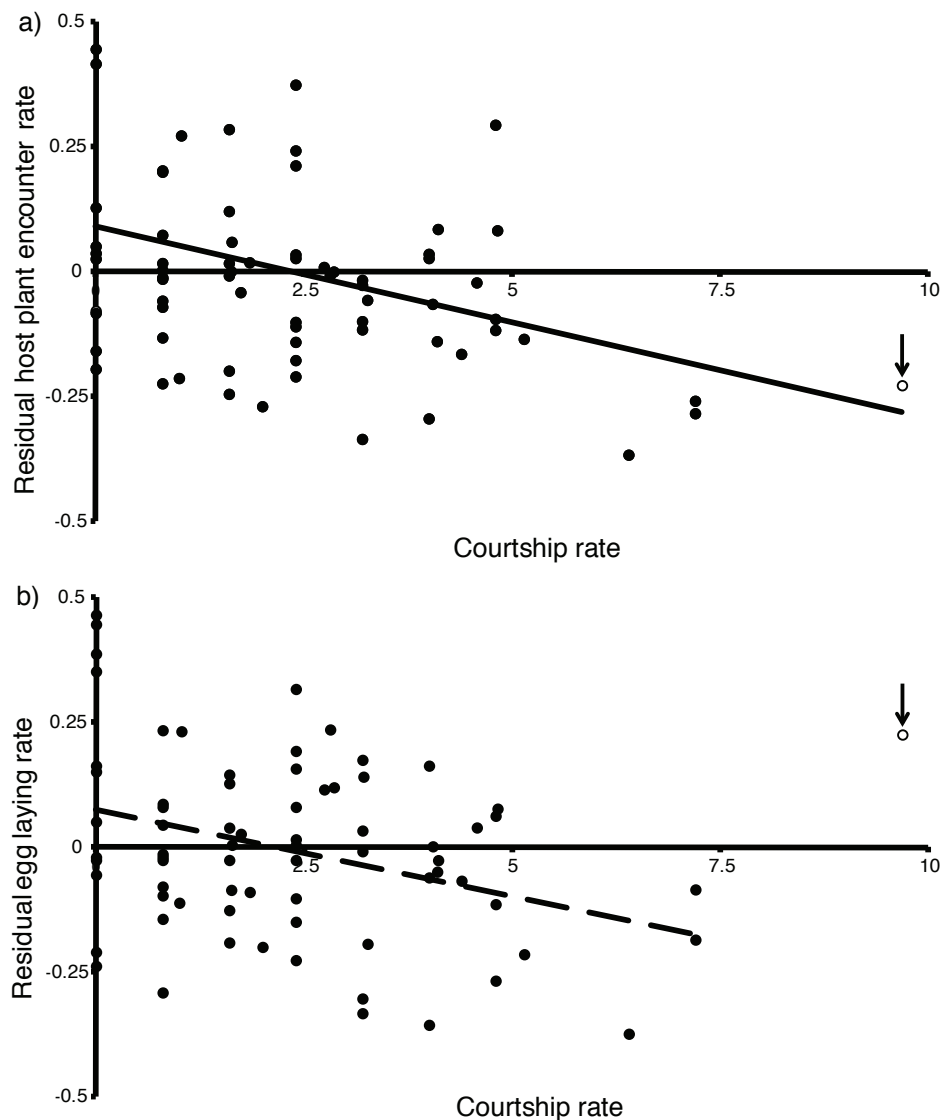 a)
0.5
0.25
0
-0.25
-0.5
2.5 5 7.5 10
Residual host plant encounter rate
Courtship rate
b)
0.5
0.25
0
-0.25
-0.5
2.5 5 7.5 10
Residual egg laying rate
Courtship rate